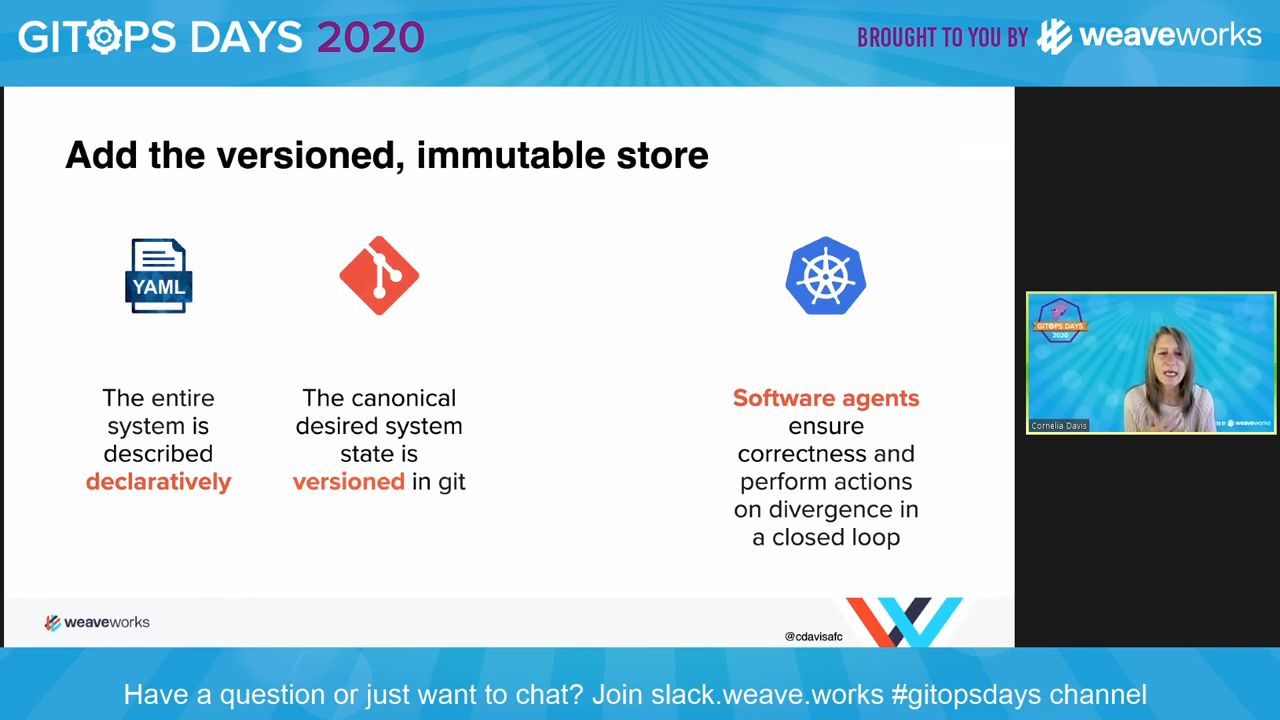 GITOPS DAYS 2020
BROUGHT TO YOU BY weaveworks
Add the versioned, immutable store
YAML
The entire
system is
described
declaratively
The canonical
desired system
state is
versioned in git
Software agents
ensure
correctness and
perform actions
on divergence in
a closed loop
GITOPS DAYS
2020
Cornelia Davis
weaveworks
weaveworks
@cdavisafc
Have a question or just want to chat? Join slack.weave.works #gitopsdays channel